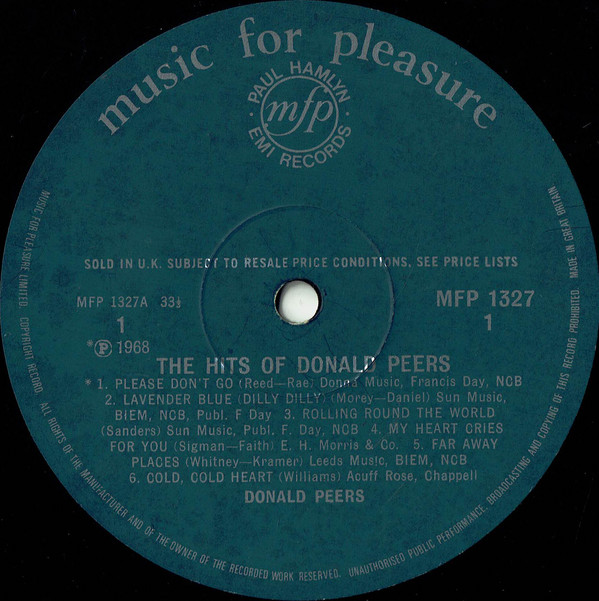 music for pleasure
PAUL HAMLYN
mfp
EMI RECORDS
SOLD IN U.K. SUBJECT TO RESALE PRICE CONDITIONS, SEE PRICE LISTS
MFP 1327A 33⅓
MFP 1327
1
1
* Ⓟ 1968
THE HITS OF DONALD PEERS
* 1. PLEASE DON'T GO (Reed—Rae) Donna Music, Francis Day, NCB
2. LAVENDER BLUE (DILLY DILLY) (Morey—Daniel) Sun Music,
BIEM, NCB, Publ. F Day 3. ROLLING ROUND THE WORLD
(Sanders) Sun Music, Publ. F. Day, NCB 4. MY HEART CRIES
FOR YOU (Sigman—Faith) E. H. Morris & Co. 5. FAR AWAY
PLACES (Whitney—Kramer) Leeds Music, BIEM, NCB
6. COLD, COLD HEART (Williams) Acuff Rose, Chappell
DONALD PEERS
MUSIC FOR PLEASURE LIMITED. COPYRIGHT RECORD. ALL RIGHTS OF THE MANUFACTURER AND OF THE OWNER OF THE RECORDED WORK RESERVED. UNAUTHORISED PUBLIC PERFORMANCE, BROADCASTING AND COPYING OF THIS RECORD PROHIBITED. MADE IN GREAT BRITAIN